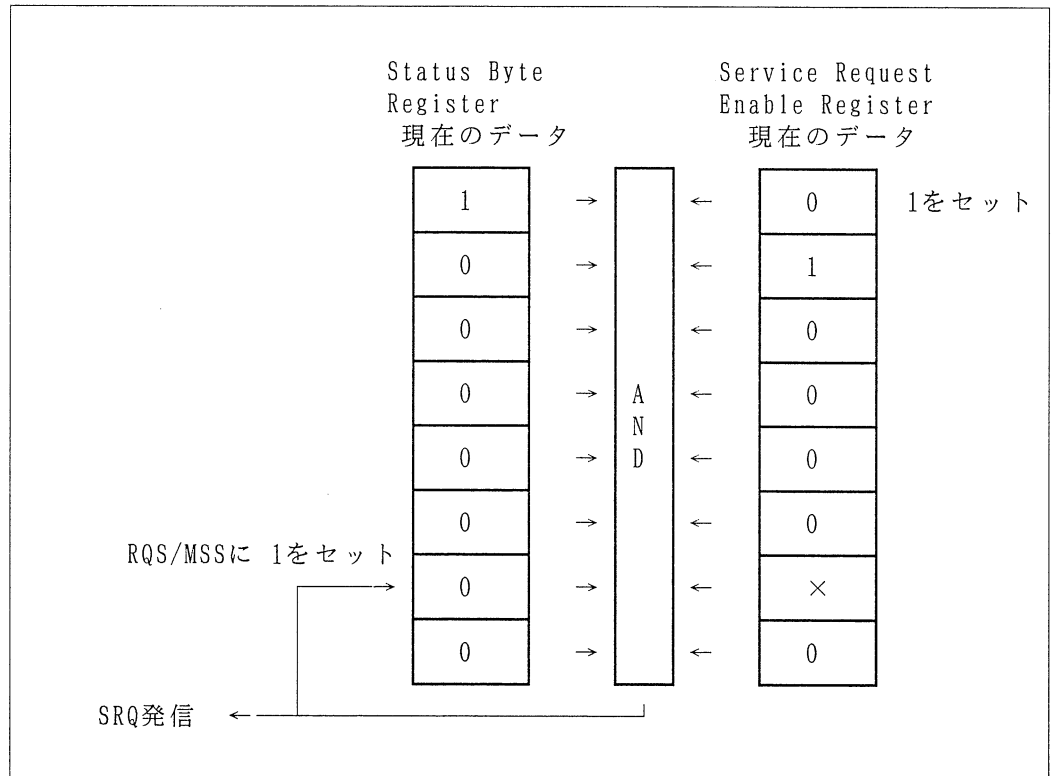 Status Byte
Register
現在のデータ
Service Request
Enable Register
現在のデータ
1 → ← 0 1をセット
0 → ← 1
0 → ← 0
0 → A ← 0
N
0 → D ← 0
0 → ← 0
RQS/MSSに 1をセット
0 → ← ×
0 → ← 0
SRQ発信 ←